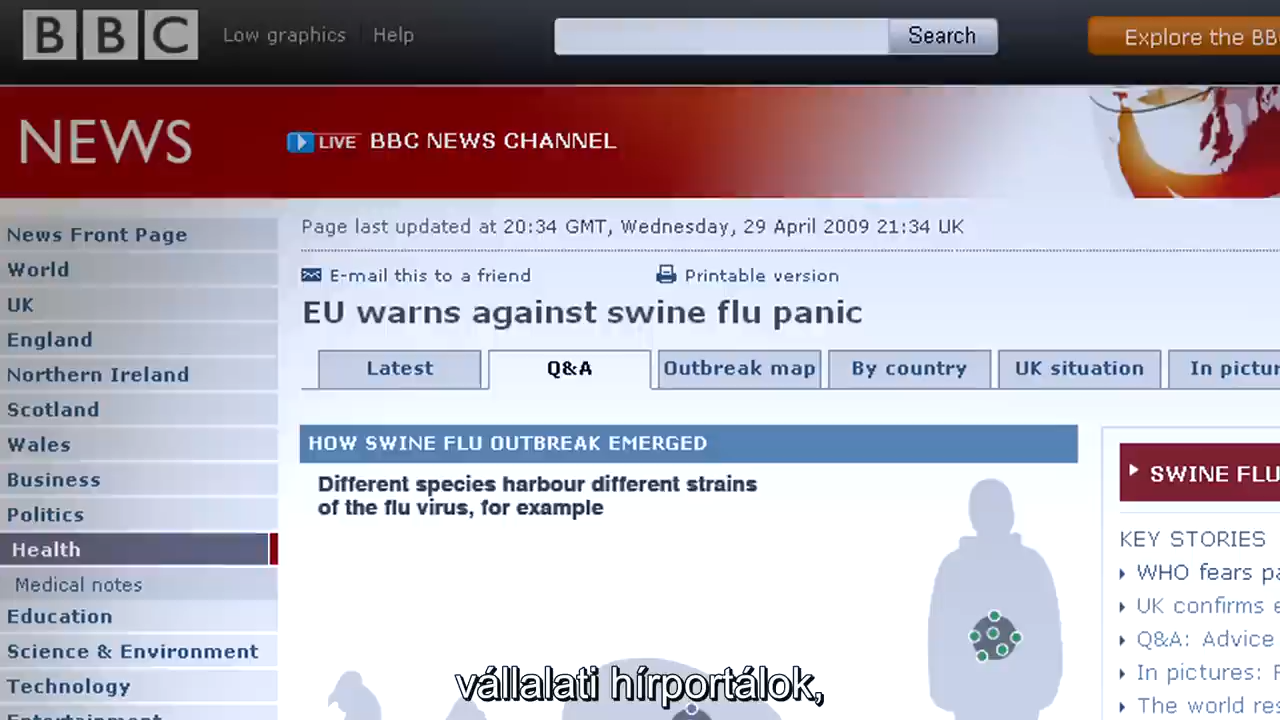 BBC Low graphics Help Search Explore the BB
NEWS LIVE BBC NEWS CHANNEL
Page last updated at 20:34 GMT, Wednesday, 29 April 2009 21:34 UK
E-mail this to a friend Printable version
EU warns against swine flu panic
Latest Q&A Outbreak map By country UK situation In pictur
News Front Page
World
UK
England
Northern Ireland
Scotland
Wales
Business
Politics
Health
Medical notes
Education
Science & Environment
Technology
Entertainment
HOW SWINE FLU OUTBREAK EMERGED
Different species harbour different strains
of the flu virus, for example
SWINE FLU
KEY STORIES
WHO fears pa
UK confirms
Q&A: Advice
In pictures: F
The world res
vállalati hírportálok,